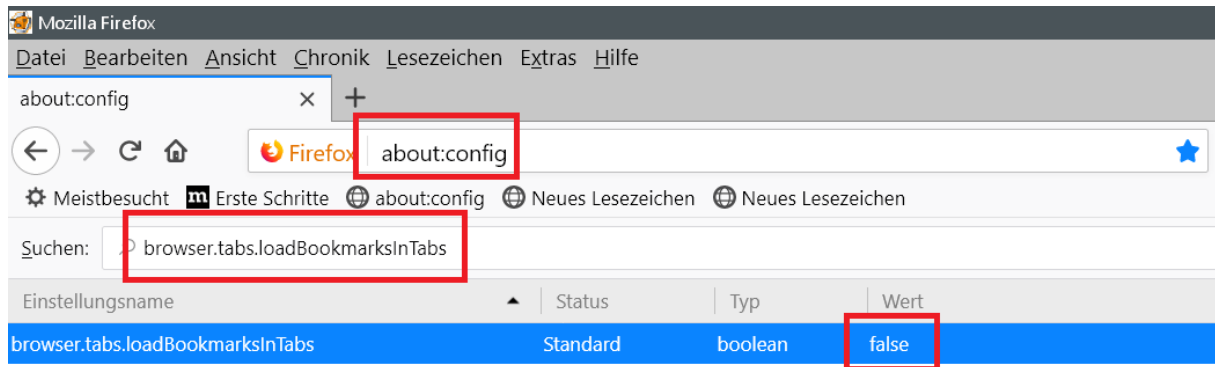 Mozilla Firefox
Datei Bearbeiten Ansicht Chronik Lesezeichen Extras Hilfe
about:config
Firefox about:config
Meistbesucht m Erste Schritte about:config Neues Lesezeichen Neues Lesezeichen
Suchen: browser.tabs.loadBookmarksInTabs
Einstellungsname Status Typ Wert
browser.tabs.loadBookmarksInTabs Standard boolean false